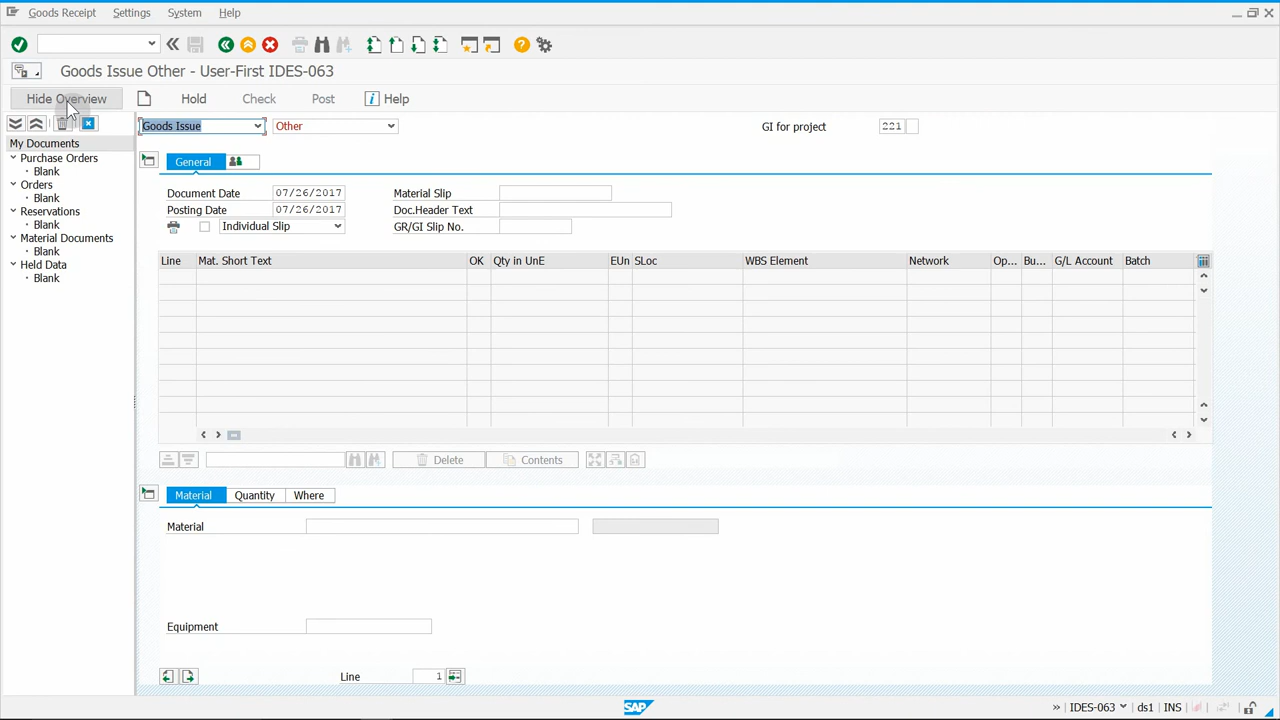 Goods Receipt Settings System Help
Goods Issue Other - User-First IDES-063
Hide Overview Hold Check Post Help
Goods Issue Other GI for project 221
My Documents
Purchase Orders
Blank
Orders
Blank
Reservations
Blank
Material Documents
Blank
Held Data
Blank
General
Document Date 07/26/2017 Material Slip
Posting Date 07/26/2017 Doc.Header Text
Individual Slip GR/GI Slip No.
Line Mat. Short Text OK Qty in UnE EUn SLoc WBS Element Network Op... Bu... G/L Account Batch
Delete Contents
Material Quantity Where
Material
Equipment
Line 1
SAP IDES-063 ds1 INS